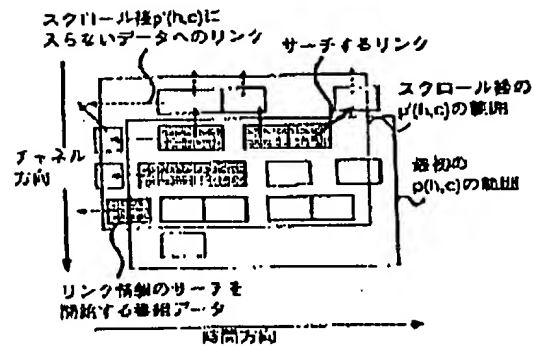 スクロール後p'(h,c)に
入らないデータへのリンク
サーチするリンク
スクロール後の
p'(h,c)の範囲
チャネル
方向
最初の
p(h,c)の範囲
リンク情報のサーチを
開始する番組データ
時間方向